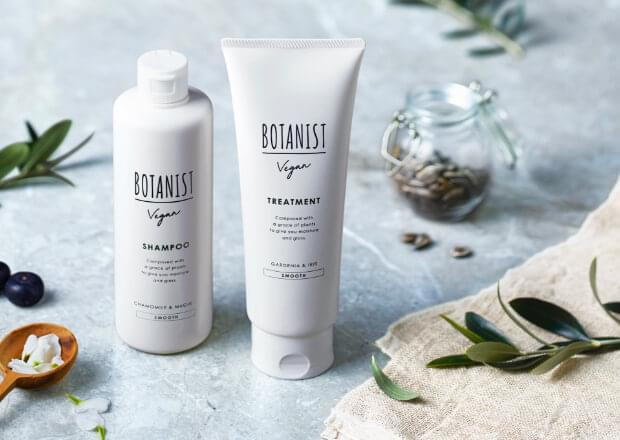 BOTANIST
Vegan
SHAMPOO
Composed with
a grace of plants
to give you moisture
and gloss.
CHAMOMILE &
SMOOTH
BOTANIST
Vegan
TREATMENT
Composed with
a grace of plants
to give you moisture
and gloss.
GARDENIA & IRIS
SMOOTH